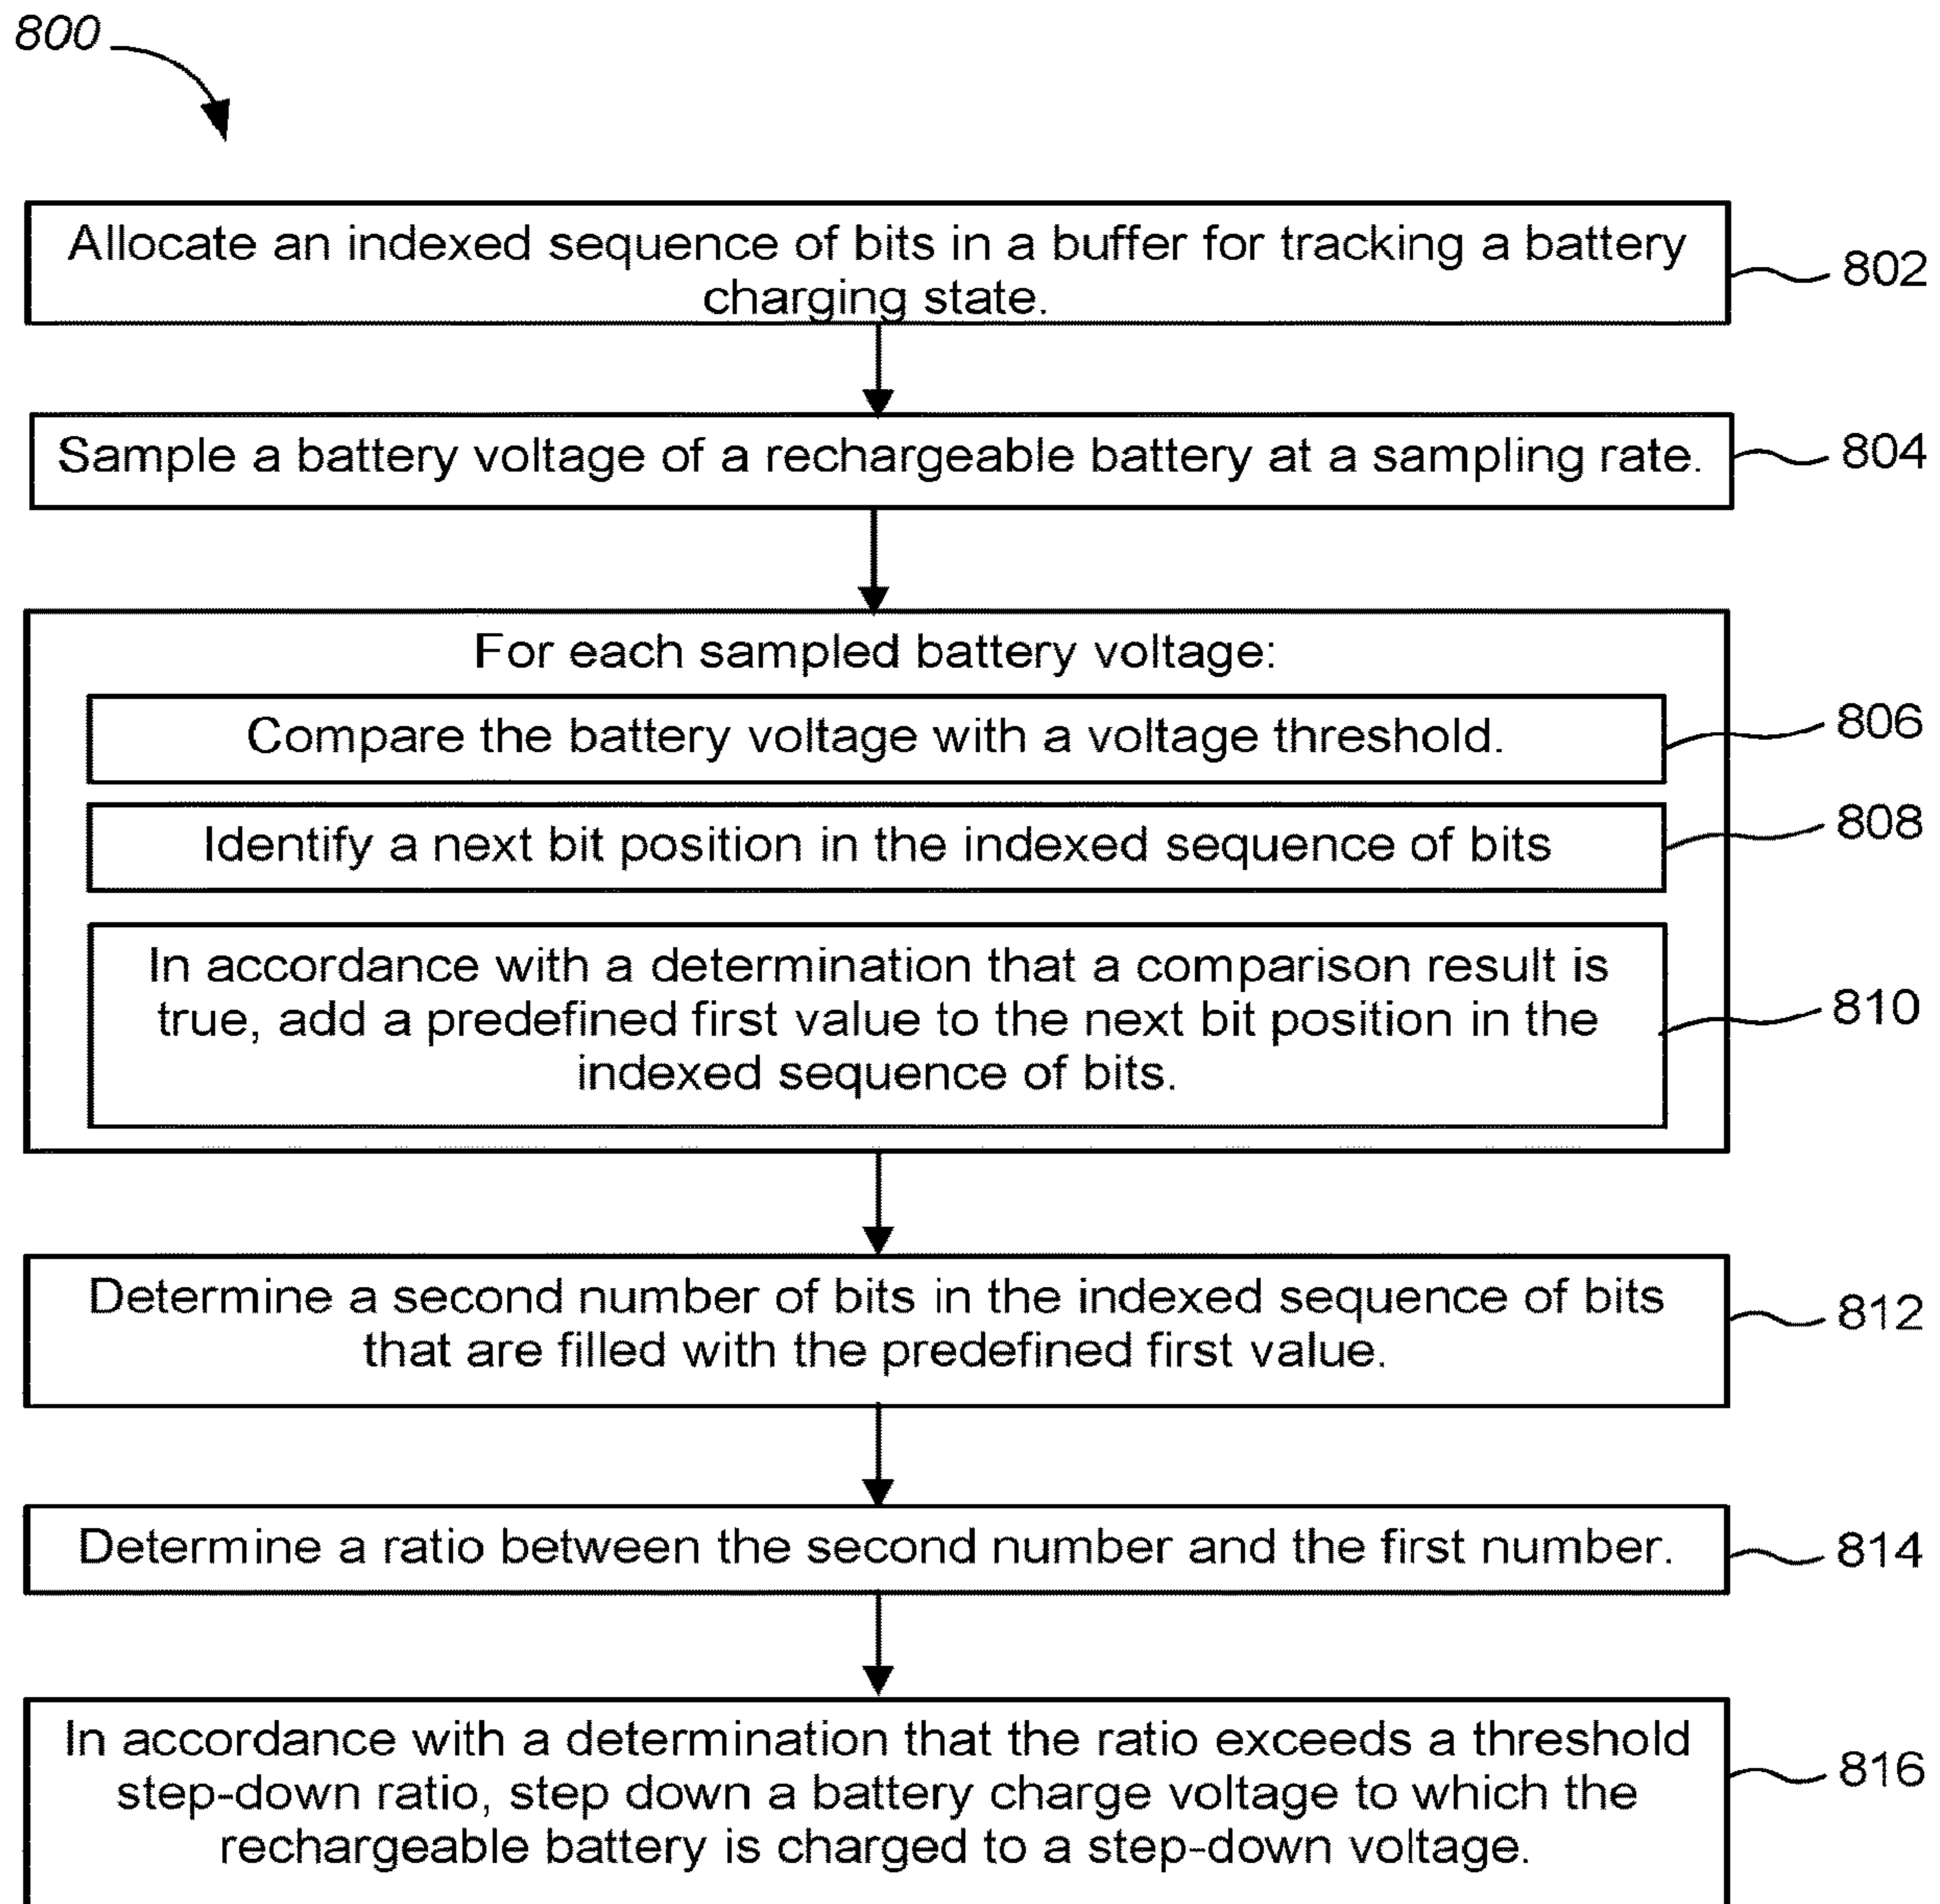 800
Allocate an indexed sequence of bits in a buffer for tracking a battery
charging state.
802
Sample a battery voltage of a rechargeable battery at a sampling rate.
804
For each sampled battery voltage:
Compare the battery voltage with a voltage threshold.
806
Identify a next bit position in the indexed sequence of bits
808
In accordance with a determination that a comparison result is
true, add a predefined first value to the next bit position in the
indexed sequence of bits.
810
Determine a second number of bits in the indexed sequence of bits
that are filled with the predefined first value.
812
Determine a ratio between the second number and the first number.
814
In accordance with a determination that the ratio exceeds a threshold
step-down ratio, step down a battery charge voltage to which the
rechargeable battery is charged to a step-down voltage.
816